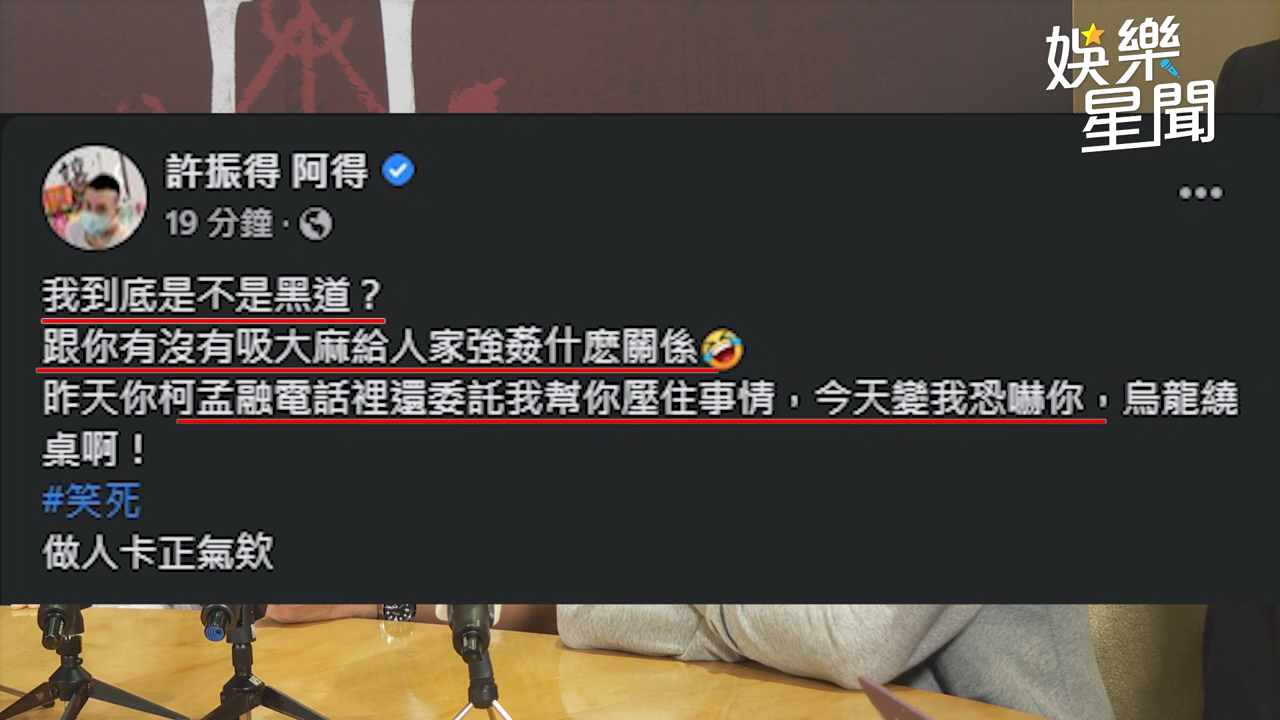 娛樂
星聞
許振得 阿得
19 分鐘 ·
我到底是不是黑道？
跟你有沒有吸大麻給人家強姦什麼關係🤣
昨天你柯孟融電話裡還委託我幫你壓住事情，今天變我恐嚇你，烏龍繞
桌啊！
#笑死
做人卡正氣欸